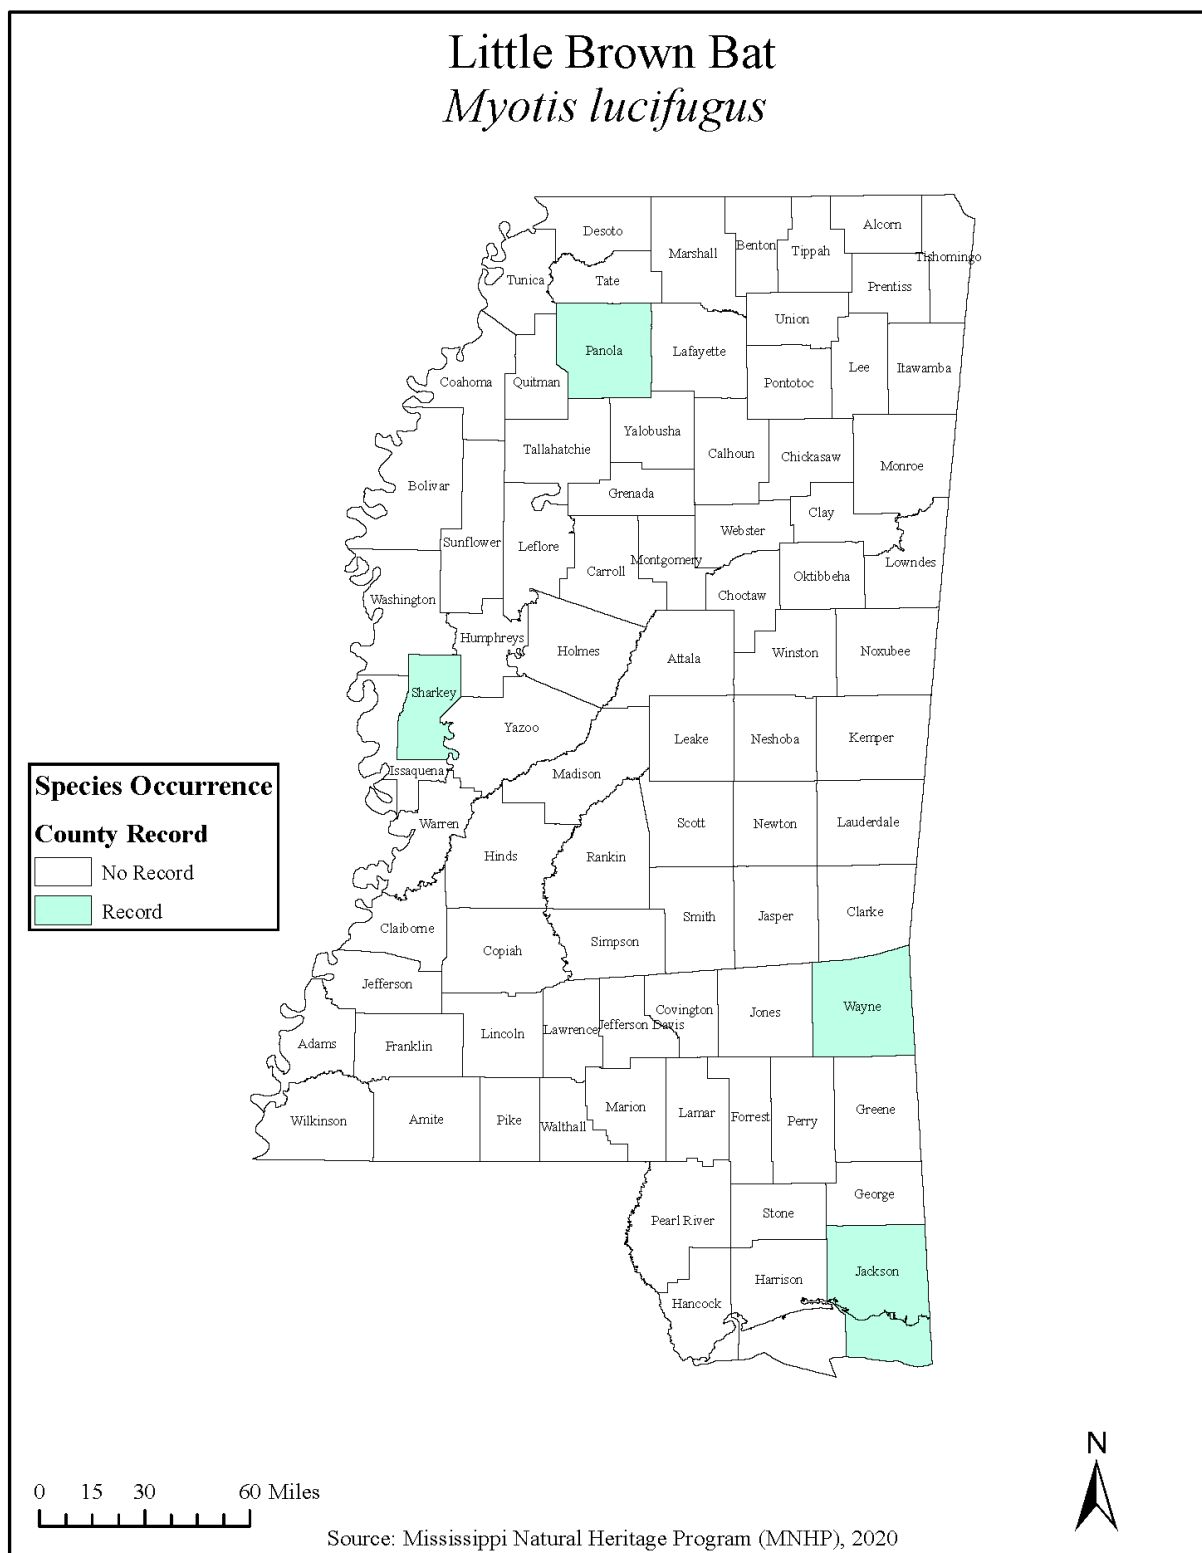 Little Brown Bat
Myotis lucifugus
Desoto
Marshall
Benton
Tippah
Alcorn
Tishomingo
Tunica
Tate
Prentiss
Union
Panola
Lafayette
Pontotoc
Lee
Itawamba
Coahoma
Quitman
Tallahatchie
Yalobusha
Calhoun
Chickasaw
Monroe
Bolivar
Grenada
Clay
Sunflower
Leflore
Carroll
Montgomery
Webster
Choctaw
Oktibbeha
Lowndes
Washington
Humphreys
Holmes
Attala
Winston
Noxubee
Sharkey
Yazoo
Leake
Neshoba
Kemper
Issaquena
Madison
Warren
Hinds
Rankin
Scott
Newton
Lauderdale
Claiborne
Copiah
Simpson
Smith
Jasper
Clarke
Jefferson
Adams
Franklin
Lincoln
Lawrence
Jefferson Davis
Covington
Jones
Wayne
Wilkinson
Amite
Pike
Walthall
Marion
Lamar
Forrest
Perry
Greene
Pearl River
Stone
George
Hancock
Harrison
Jackson
Species Occurrence
County Record
No Record
Record
0 15 30 60 Miles
N
Source: Mississippi Natural Heritage Program (MNHP), 2020